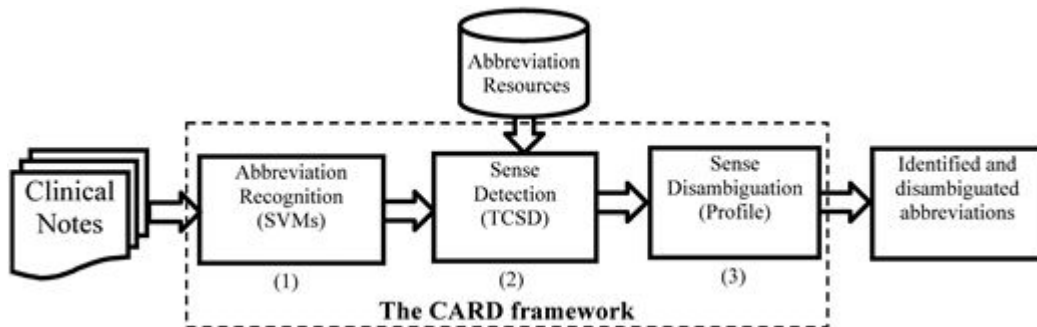 Abbreviation
Resources
Clinical
Notes
Abbreviation
Recognition
(SVMs)
(1)
Sense
Detection
(TCSD)
(2)
Sense
Disambiguation
(Profile)
(3)
Identified and
disambiguated
abbreviations
The CARD framework